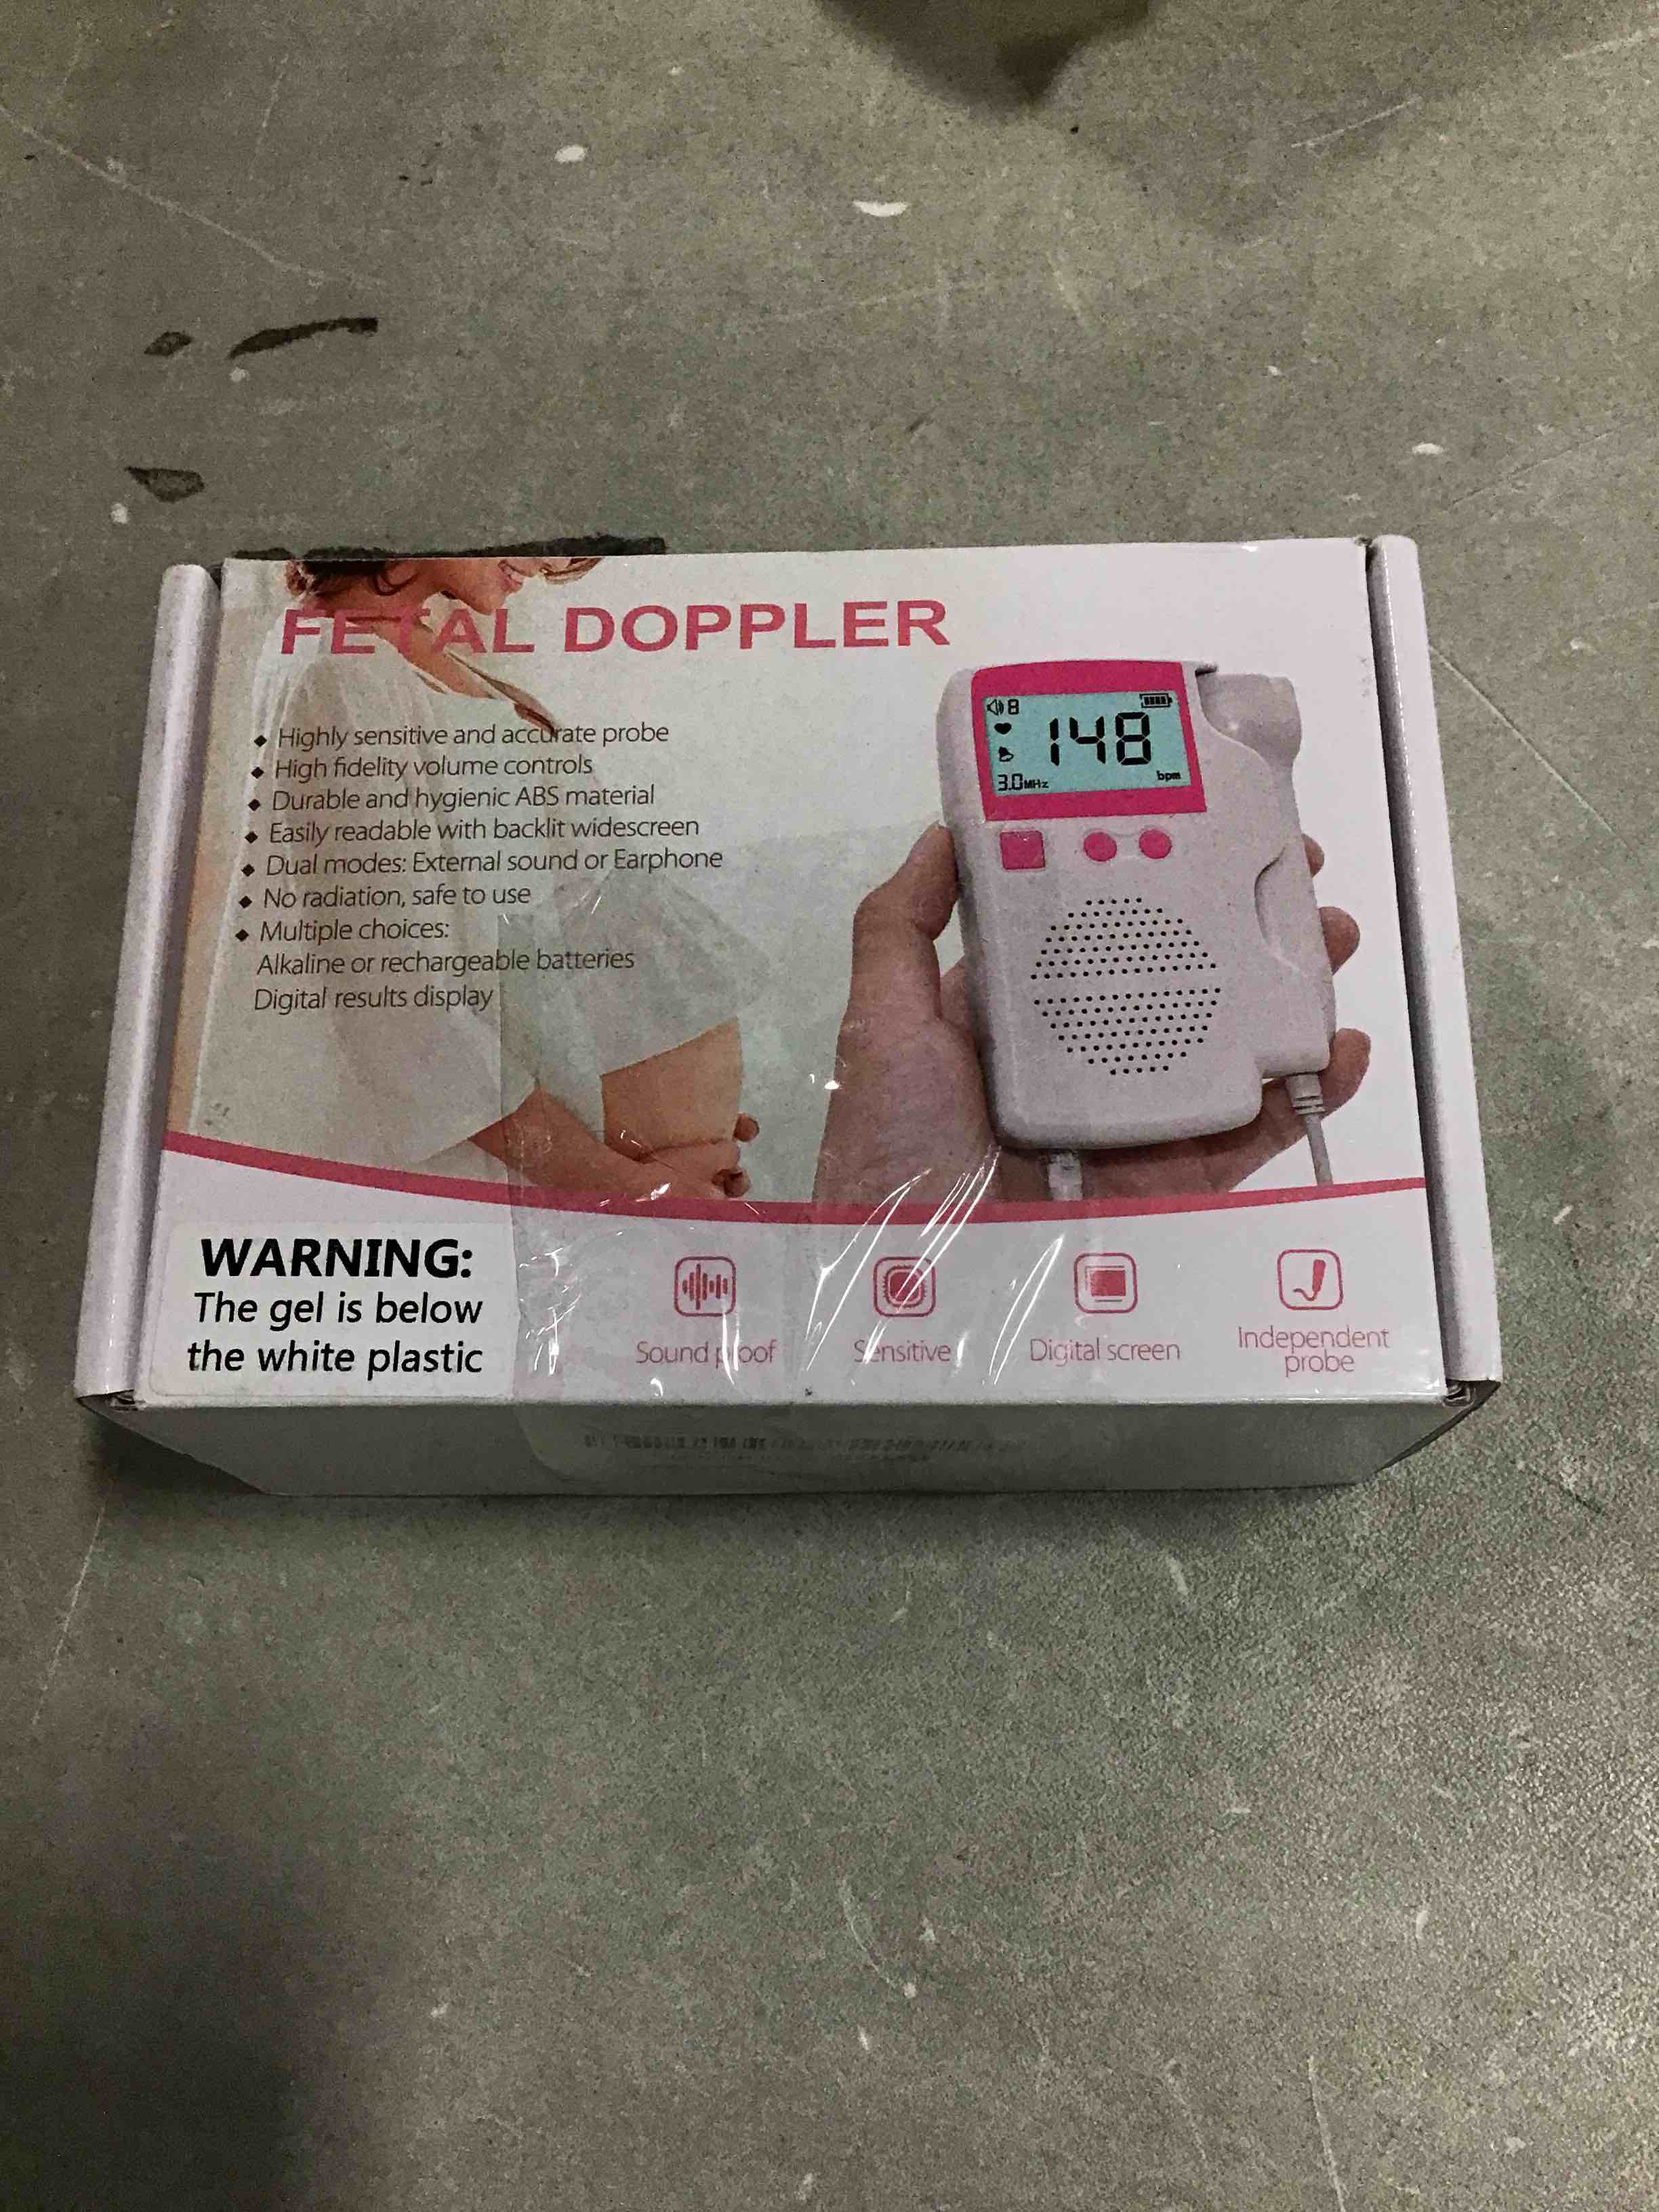 FETAL DOPPLER
Highly sensitive and accurate probe
High fidelity volume controls
Durable and hygienic ABS material
Easily readable with backlit widescreen
Dual modes: External sound or Earphone
No radiation, safe to use
Multiple choices:
Alkaline or rechargeable batteries
Digital results display
8
148
3.0MHz
bpm
WARNING:
The gel is below
the white plastic
Sound proof
Sensitive
Digital screen
Independent
probe